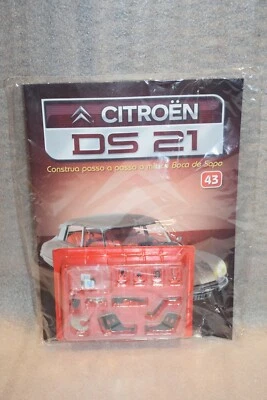 CITROËN
DS 21
Construa passo a passo o mítico Boca de Sapo
43